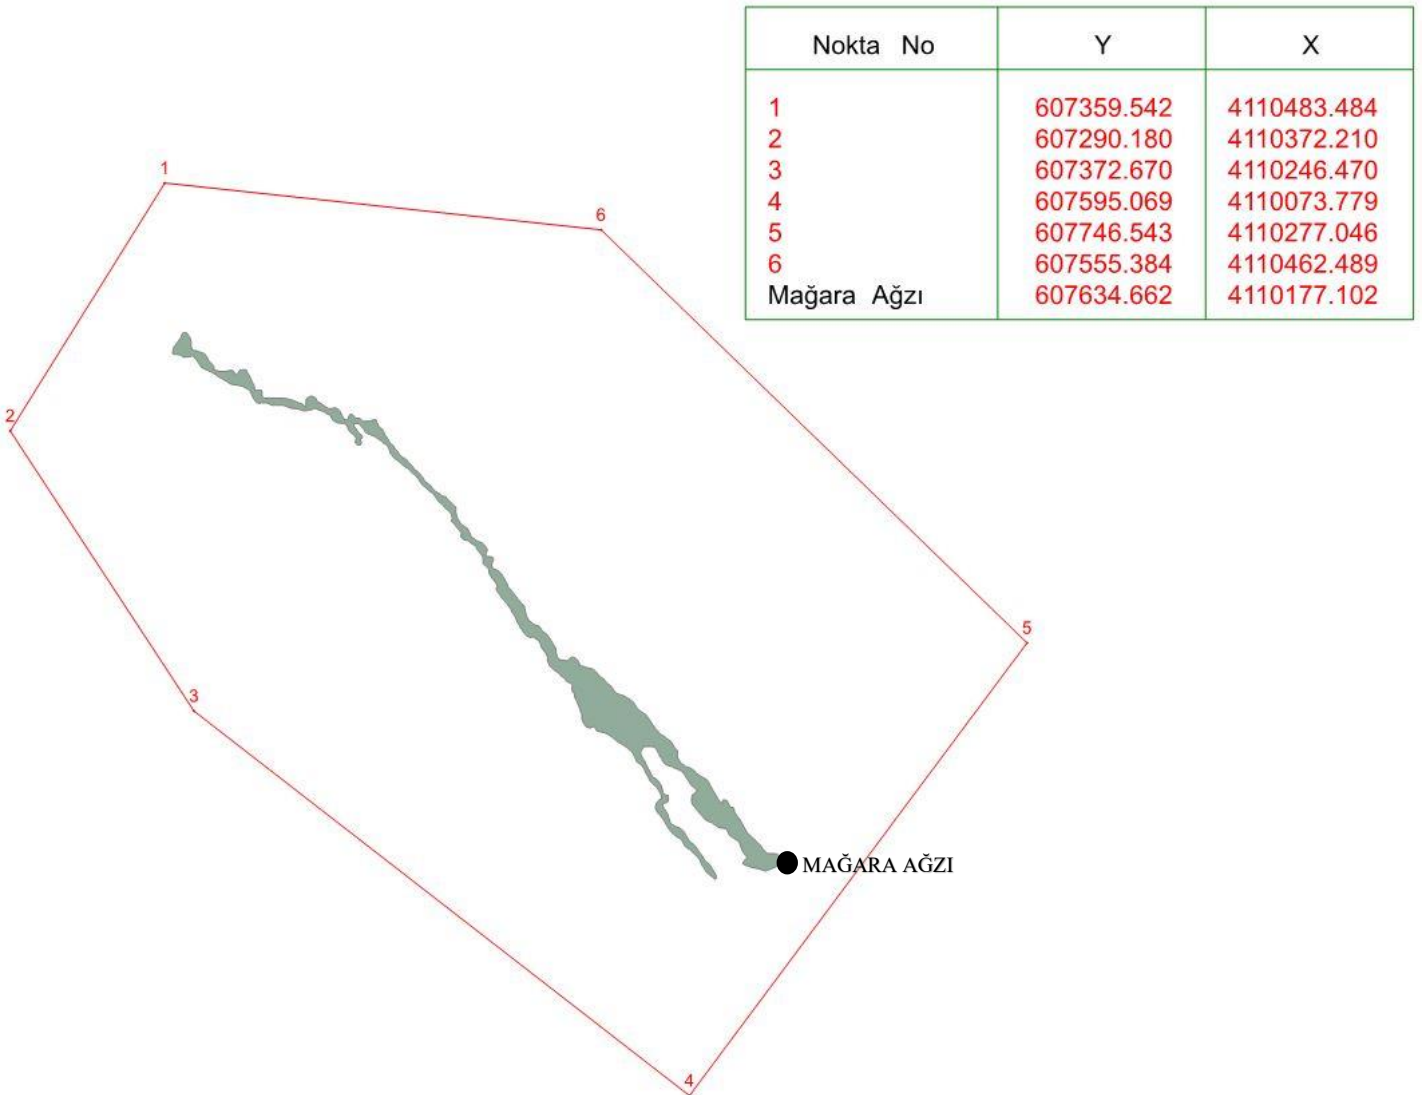 Nokta No Y X
1 607359.542 4110483.484
2 607290.180 4110372.210
3 607372.670 4110246.470
4 607595.069 4110073.779
5 607746.543 4110277.046
6 607555.384 4110462.489
Mağara Ağzı 607634.662 4110177.102
1
6
2
5
3
MAĞARA AĞZI
4